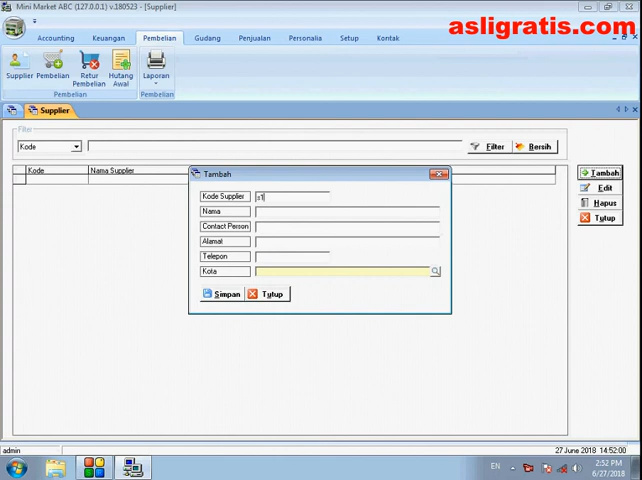 Mini Market ABC (127.0.0.1) v.180523 - [Supplier]
asligratis.com
Accounting Keuangan Pembelian Gudang Penjualan Personalia Setup Kontak
Supplier Pembelian Retur Pembelian Hutang Awal Laporan
Pembelian Pembelian
Supplier
Filter
Kode Filter Bersih
Kode Nama Supplier
Tambah
Edit
Hapus
Tutup
Tambah
Kode Supplier s1
Nama
Contact Person
Alamat
Telepon
Kota
Simpan Tutup
admin 27 June 2018 14:52:00
EN 2:52 PM
6/27/2018